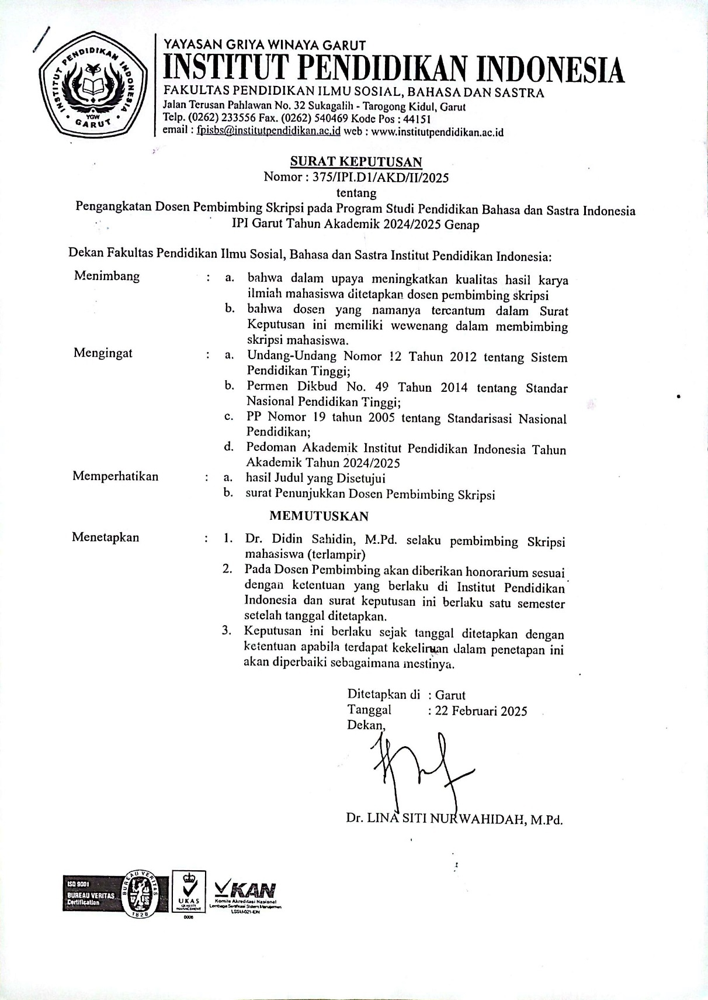 INSTITUT PENDIDIKAN INDONESIA
YGW
GARUT
YAYASAN GRIYA WINAYA GARUT
INSTITUT PENDIDIKAN INDONESIA
FAKULTAS PENDIDIKAN ILMU SOSIAL, BAHASA DAN SASTRA
Jalan Terusan Pahlawan No. 32 Sukagalih - Tarogong Kidul, Garut
Telp. (0262) 233556 Fax. (0262) 540469 Kode Pos : 44151
email : fpisbs@institutpendidikan.ac.id web : www.institutpendidikan.ac.id
SURAT KEPUTUSAN
Nomor : 375/IPI.D1/AKD/II/2025
tentang
Pengangkatan Dosen Pembimbing Skripsi pada Program Studi Pendidikan Bahasa dan Sastra Indonesia
IPI Garut Tahun Akademik 2024/2025 Genap
Dekan Fakultas Pendidikan Ilmu Sosial, Bahasa dan Sastra Institut Pendidikan Indonesia:
Menimbang : a. bahwa dalam upaya meningkatkan kualitas hasil karya
ilmiah mahasiswa ditetapkan dosen pembimbing skripsi
b. bahwa dosen yang namanya tercantum dalam Surat
Keputusan ini memiliki wewenang dalam membimbing
skripsi mahasiswa.
Mengingat : a. Undang-Undang Nomor 12 Tahun 2012 tentang Sistem
Pendidikan Tinggi;
b. Permen Dikbud No. 49 Tahun 2014 tentang Standar
Nasional Pendidikan Tinggi;
c. PP Nomor 19 tahun 2005 tentang Standarisasi Nasional
Pendidikan;
d. Pedoman Akademik Institut Pendidikan Indonesia Tahun
Akademik Tahun 2024/2025
Memperhatikan : a. hasil Judul yang Disetujui
b. surat Penunjukkan Dosen Pembimbing Skripsi
MEMUTUSKAN
Menetapkan : 1. Dr. Didin Sahidin, M.Pd. selaku pembimbing Skripsi
mahasiswa (terlampir)
2. Pada Dosen Pembimbing akan diberikan honorarium sesuai
dengan ketentuan yang berlaku di Institut Pendidikan
Indonesia dan surat keputusan ini berlaku satu semester
setelah tanggal ditetapkan.
3. Keputusan ini berlaku sejak tanggal ditetapkan dengan
ketentuan apabila terdapat kekeliruan dalam penetapan ini
akan diperbaiki sebagaimana mestinya.
Ditetapkan di : Garut
Tanggal : 22 Februari 2025
Dekan,
Dr. LINA SITI NURWAHIDAH, M.Pd.
ISO 9001
BUREAU VERITAS
Certification
BUREAU VERITAS
1828
UKAS
QUALITY
MANAGEMENT
0008
KAN
Komite Akreditasi Nasional
Lembaga Sertifikasi Sistem Manajemen
LSSM-021-IDN